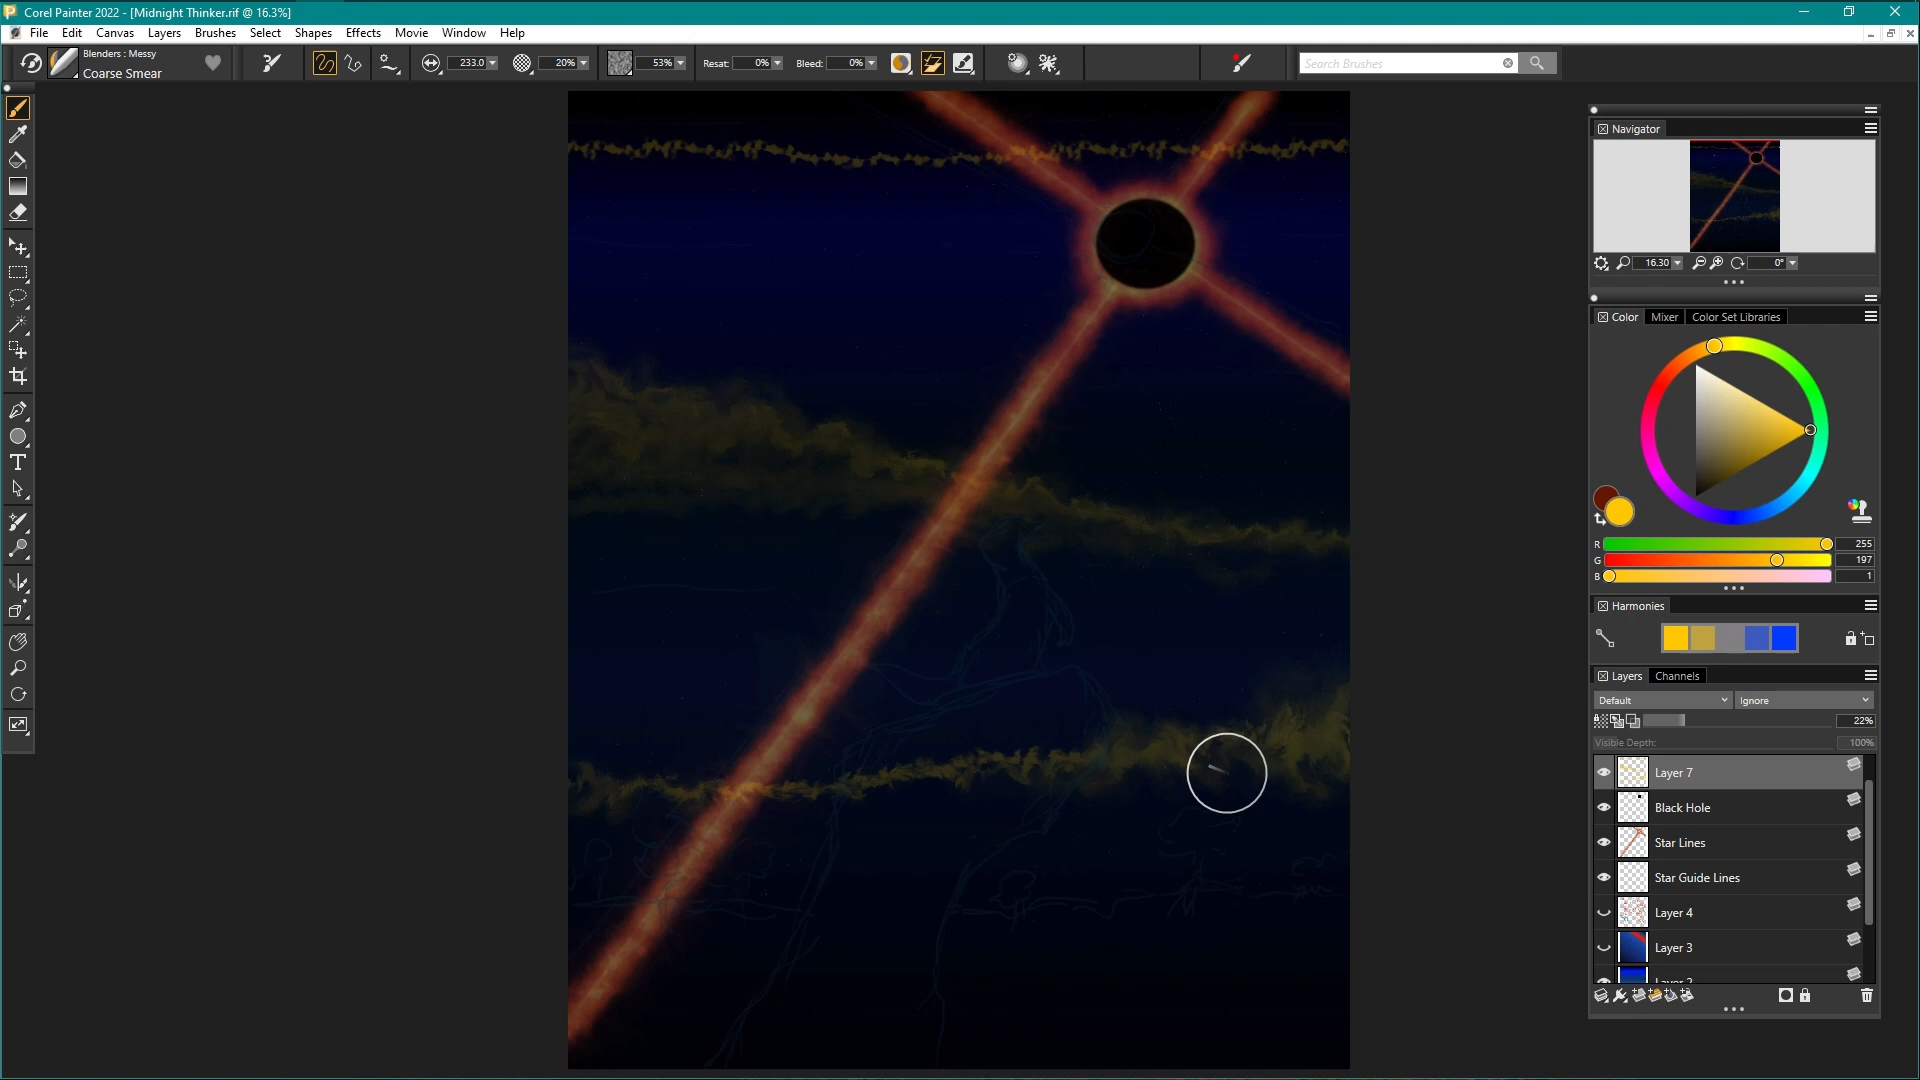 Corel Painter 2022 - [Midnight Thinker.rif @ 16.3%]
File Edit Canvas Layers Brushes Select Shapes Effects Movie Window Help
Blenders : Messy
Coarse Smear
233.0
20%
53%
Resat: 0%
Bleed: 0%
Search Brushes
Navigator
16.30
0°
Color Mixer Color Set Libraries
R 255
G 197
B 1
Harmonies
Layers Channels
Default Ignore
22%
Visible Depth: 100%
Layer 7
Black Hole
Star Lines
Star Guide Lines
Layer 4
Layer 3
Layer 2